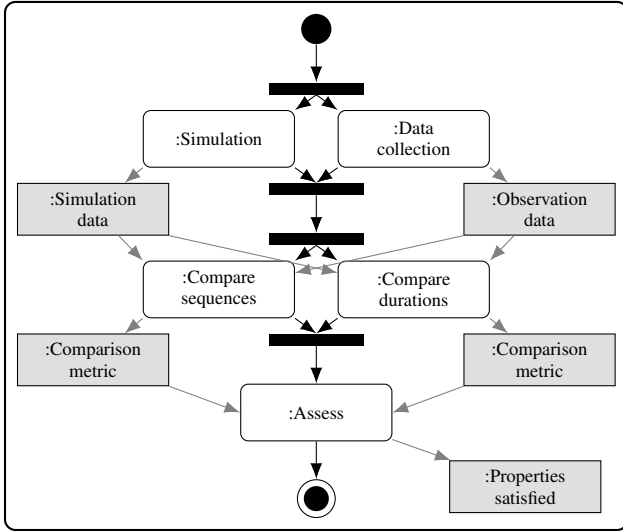 :Simulation
:Data
collection
:Simulation
data
:Observation
data
:Compare
sequences
:Compare
durations
:Comparison
metric
:Comparison
metric
:Assess
:Properties
satisfied